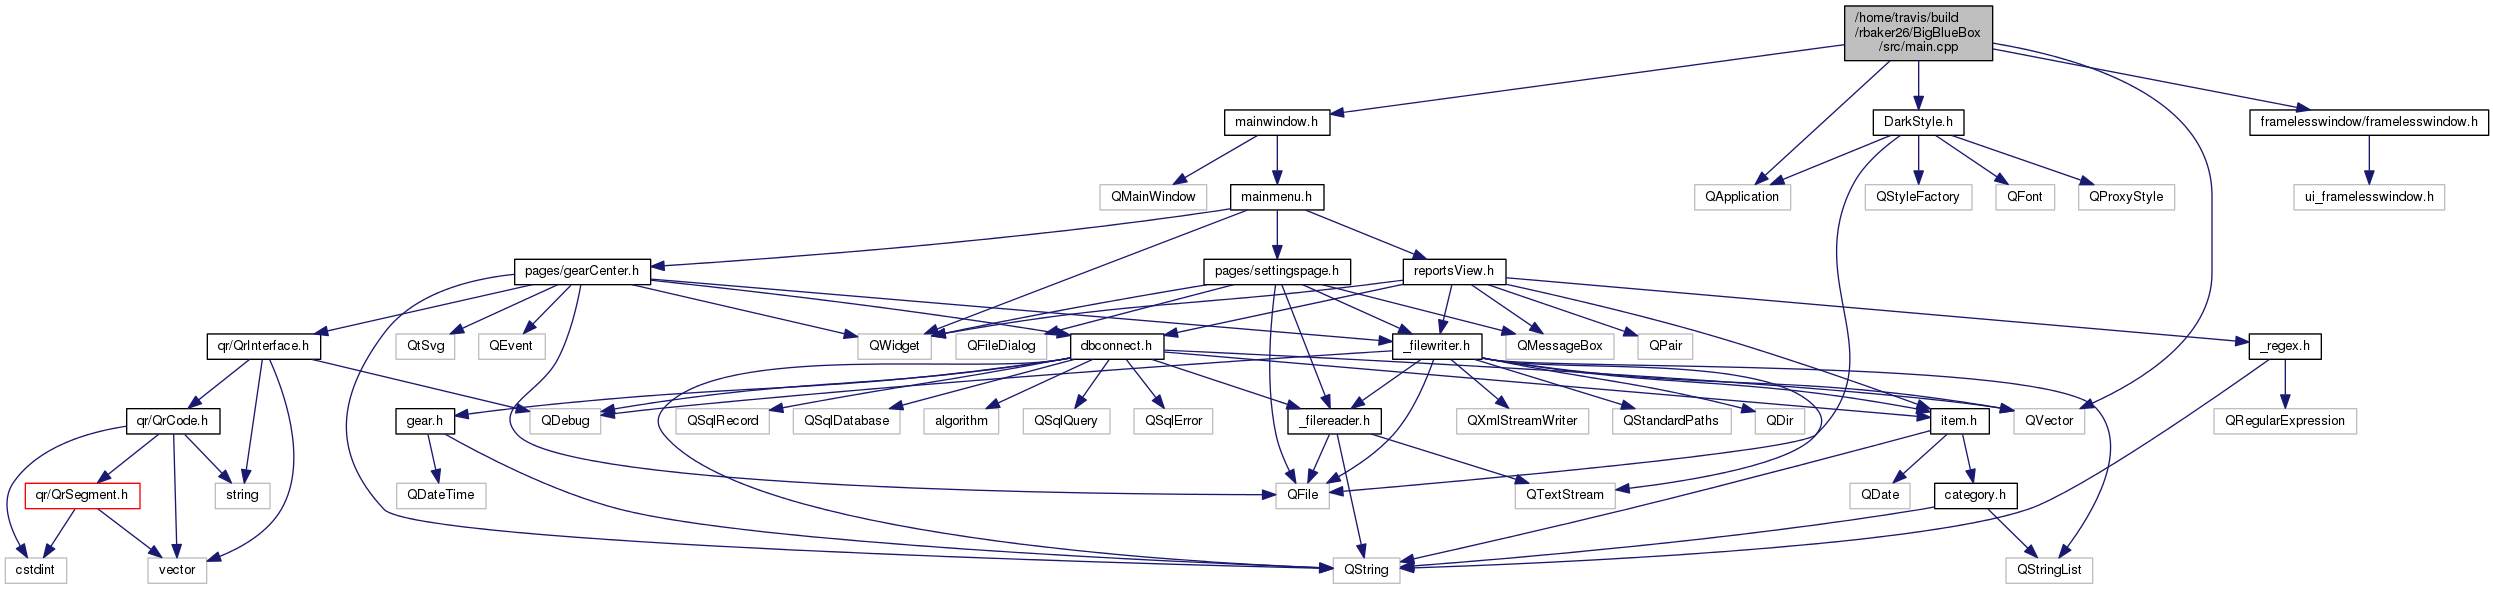 /home/travis/build
/rbaker26/BigBlueBox
/src/main.cpp
mainwindow.h
DarkStyle.h
framelesswindow/framelesswindow.h
QMainWindow
mainmenu.h
QApplication
QStyleFactory
QFont
QProxyStyle
ui_framelesswindow.h
pages/gearCenter.h
pages/settingspage.h
reportsView.h
qr/QrInterface.h
QtSvg
QEvent
QWidget
QFileDialog
dbconnect.h
_filewriter.h
QMessageBox
QPair
_regex.h
qr/QrCode.h
gear.h
QDebug
QSqlRecord
QSqlDatabase
algorithm
QSqlQuery
QSqlError
_filereader.h
QXmlStreamWriter
QStandardPaths
QDir
item.h
QVector
QRegularExpression
qr/QrSegment.h
string
QDateTime
QFile
QTextStream
QDate
category.h
cstdint
vector
QString
QStringList